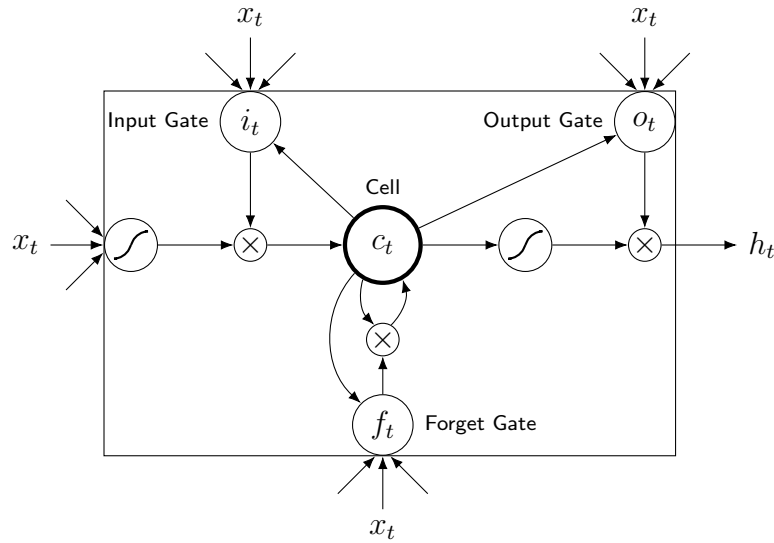 x_t x_t
Input Gate i_t Output Gate o_t
Cell
x_t × c_t × h_t
×
f_t Forget Gate
x_t